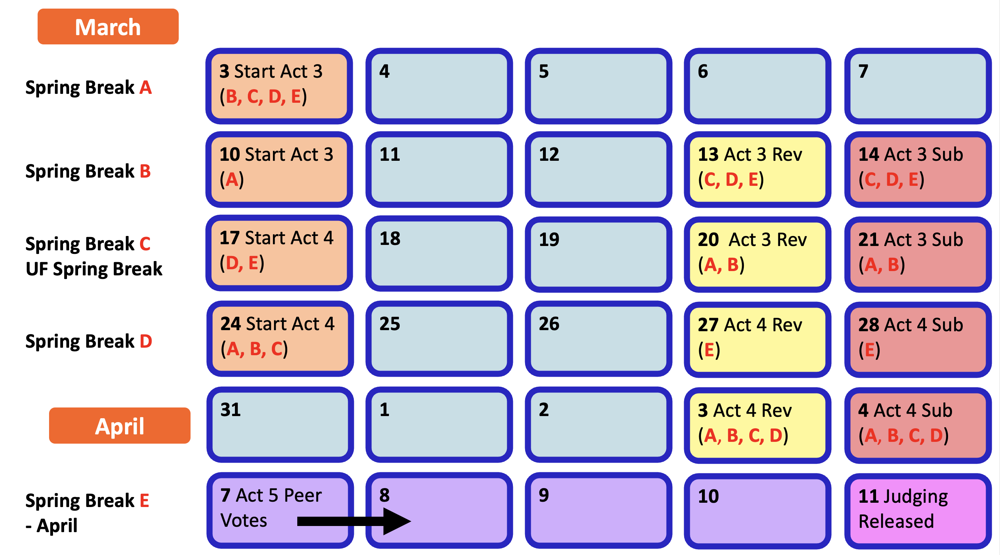 March
Spring Break A
3 Start Act 3
(B, C, D, E)
4
5
6
7
Spring Break B
10 Start Act 3
(A)
11
12
13 Act 3 Rev
(C, D, E)
14 Act 3 Sub
(C, D, E)
Spring Break C
UF Spring Break
17 Start Act 4
(D, E)
18
19
20 Act 3 Rev
(A, B)
21 Act 3 Sub
(A, B)
Spring Break D
24 Start Act 4
(A, B, C)
25
26
27 Act 4 Rev
(E)
28 Act 4 Sub
(E)
April
31
1
2
3 Act 4 Rev
(A, B, C, D)
4 Act 4 Sub
(A, B, C, D)
Spring Break E
- April
7 Act 5 Peer
Votes
8
9
10
11 Judging
Released